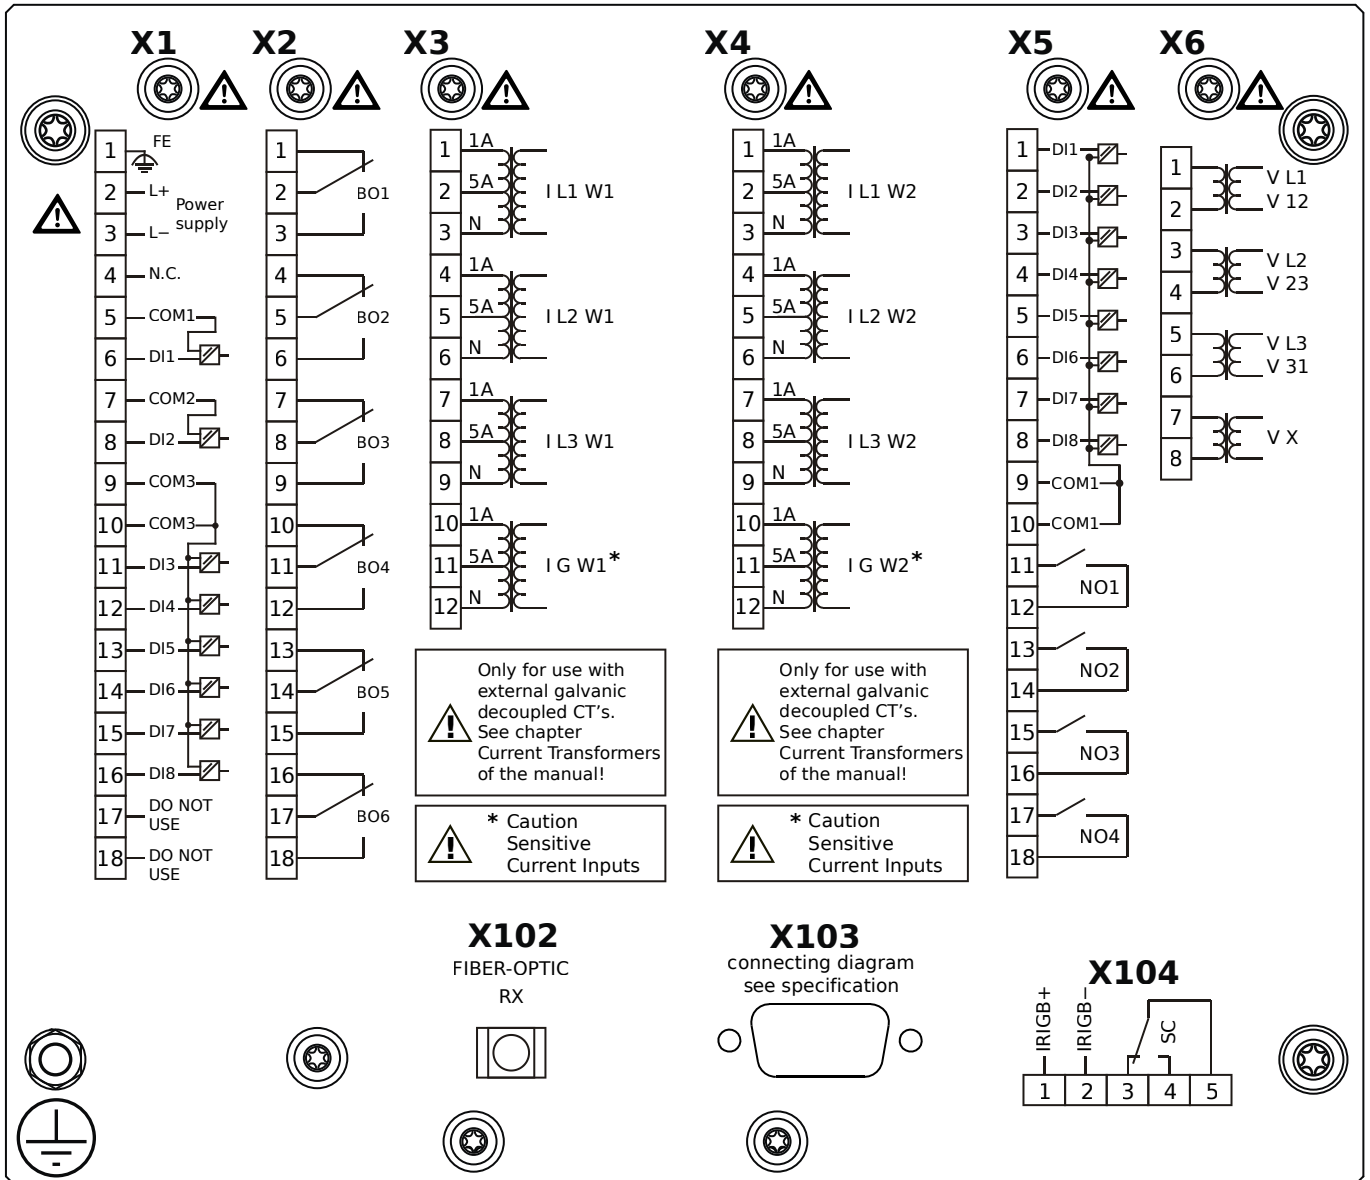 X1
X2
X3
X4
X5
X6
1 FE
2 L+ Power
3 L− supply
4 N.C.
5 COM1
6 DI1
7 COM2
8 DI2
9 COM3
10 COM3
11 DI3
12 DI4
13 DI5
14 DI6
15 DI7
16 DI8
17 DO NOT
USE
18 DO NOT
USE
1
2 BO1
3
4
5 BO2
6
7
8 BO3
9
10
11 BO4
12
13
14 BO5
15
16
17 BO6
18
1 1A
2 5A I L1 W1
3 N
4 1A
5 5A I L2 W1
6 N
7 1A
8 5A I L3 W1
9 N
10 1A
11 5A I G W1*
12 N
Only for use with
external galvanic
decoupled CT's.
See chapter
Current Transformers
of the manual!
* Caution
Sensitive
Current Inputs
1 1A
2 5A I L1 W2
3 N
4 1A
5 5A I L2 W2
6 N
7 1A
8 5A I L3 W2
9 N
10 1A
11 5A I G W2*
12 N
Only for use with
external galvanic
decoupled CT's.
See chapter
Current Transformers
of the manual!
* Caution
Sensitive
Current Inputs
1 DI1
2 DI2
3 DI3
4 DI4
5 DI5
6 DI6
7 DI7
8 DI8
9 COM1
10 COM1
11
NO1
12
13
NO2
14
15
NO3
16
17
NO4
18
1 V L1
2 V 12
3 V L2
4 V 23
5 V L3
6 V 31
7
V X
8
X102
FIBER-OPTIC
RX
X103
connecting diagram
see specification
X104
IRIGB+
IRIGB−
SC
1 2 3 4 5